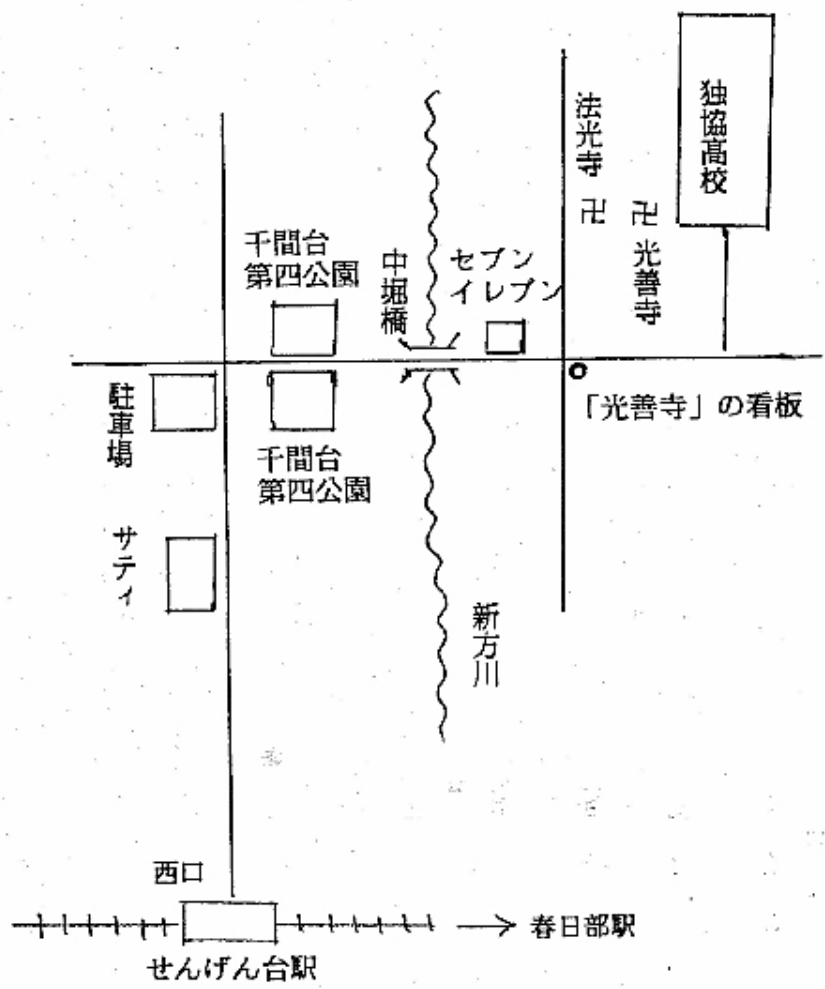 独協高校
法光寺
卍
卍
光善寺
千間台
第四公園
中堀橋
セブン
イレブン
駐車場
千間台
第四公園
「光善寺」の看板
サティ
新方川
西口
春日部駅
せんげん台駅